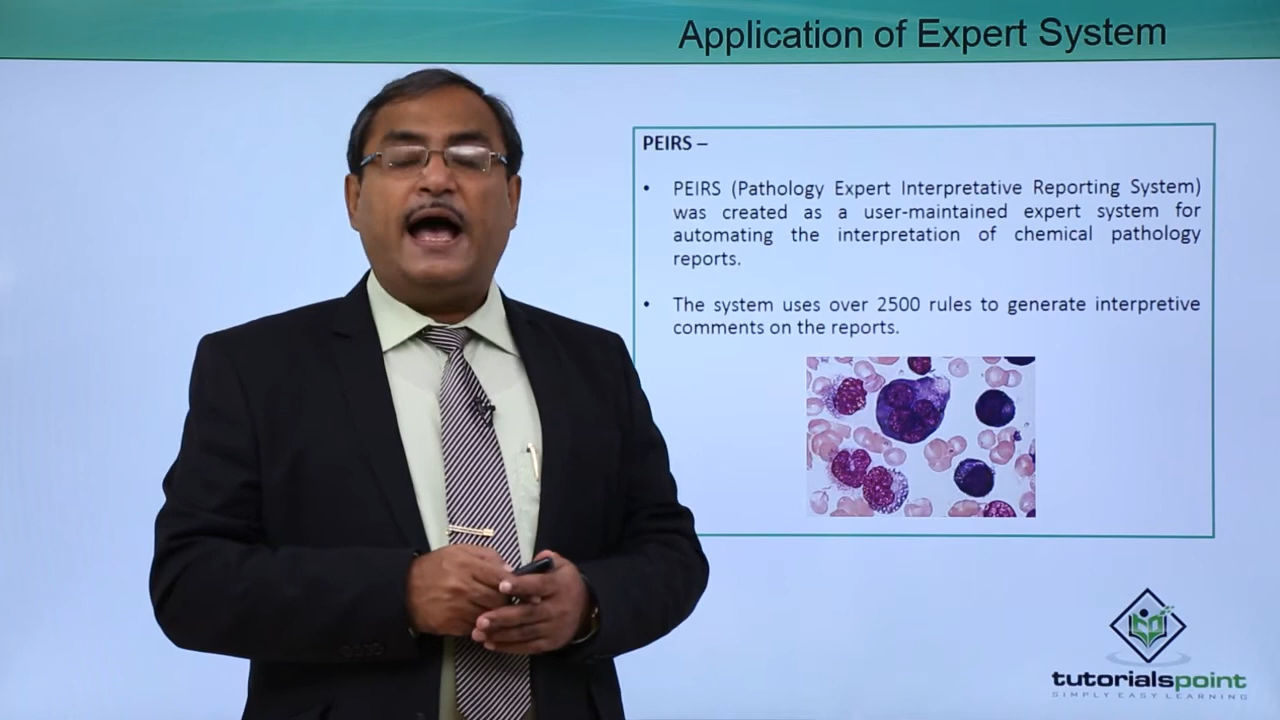 Application of Expert System
PEIRS –
• PEIRS (Pathology Expert Interpretative Reporting System)
was created as a user-maintained expert system for
automating the interpretation of chemical pathology
reports.
• The system uses over 2500 rules to generate interpretive
comments on the reports.
tutorialspoint
SIMPLY EASY LEARNING